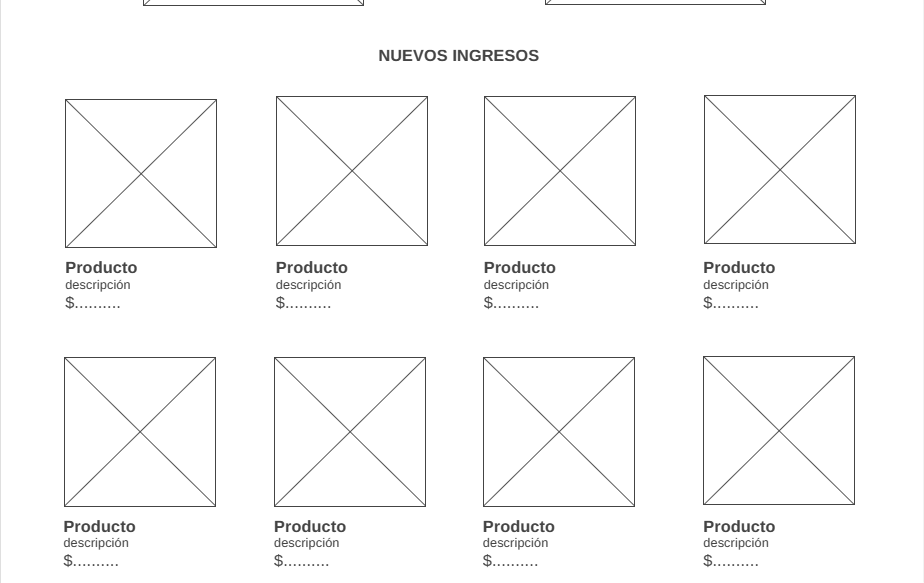 NUEVOS INGRESOS
Producto
descripción
$..........
Producto
descripción
$..........
Producto
descripción
$..........
Producto
descripción
$..........
Producto
descripción
$..........
Producto
descripción
$..........
Producto
descripción
$..........
Producto
descripción
$..........